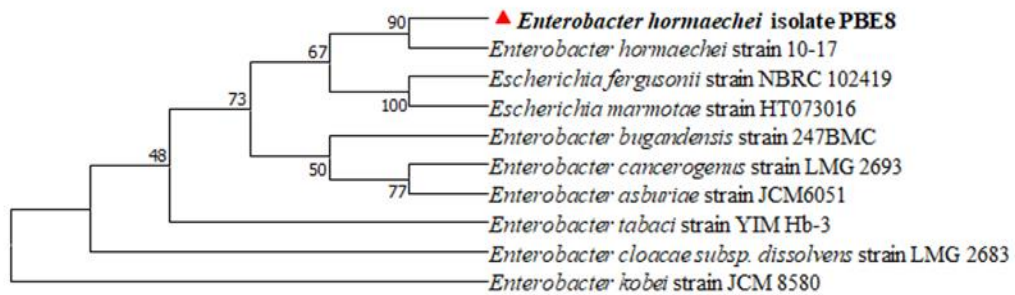 90
Enterobacter hormaechei isolate PBE8
67
Enterobacter hormaechei strain 10-17
Escherichia fergusonii strain NBRC 102419
73
100
Escherichia marmotae strain HT073016
Enterobacter bugandensis strain 247BMC
48
50
Enterobacter cancerogenus strain LMG 2693
77
Enterobacter asburiae strain JCM6051
Enterobacter tabaci strain YIM Hb-3
Enterobacter cloacae subsp. dissolvens strain LMG 2683
Enterobacter kobei strain JCM 8580